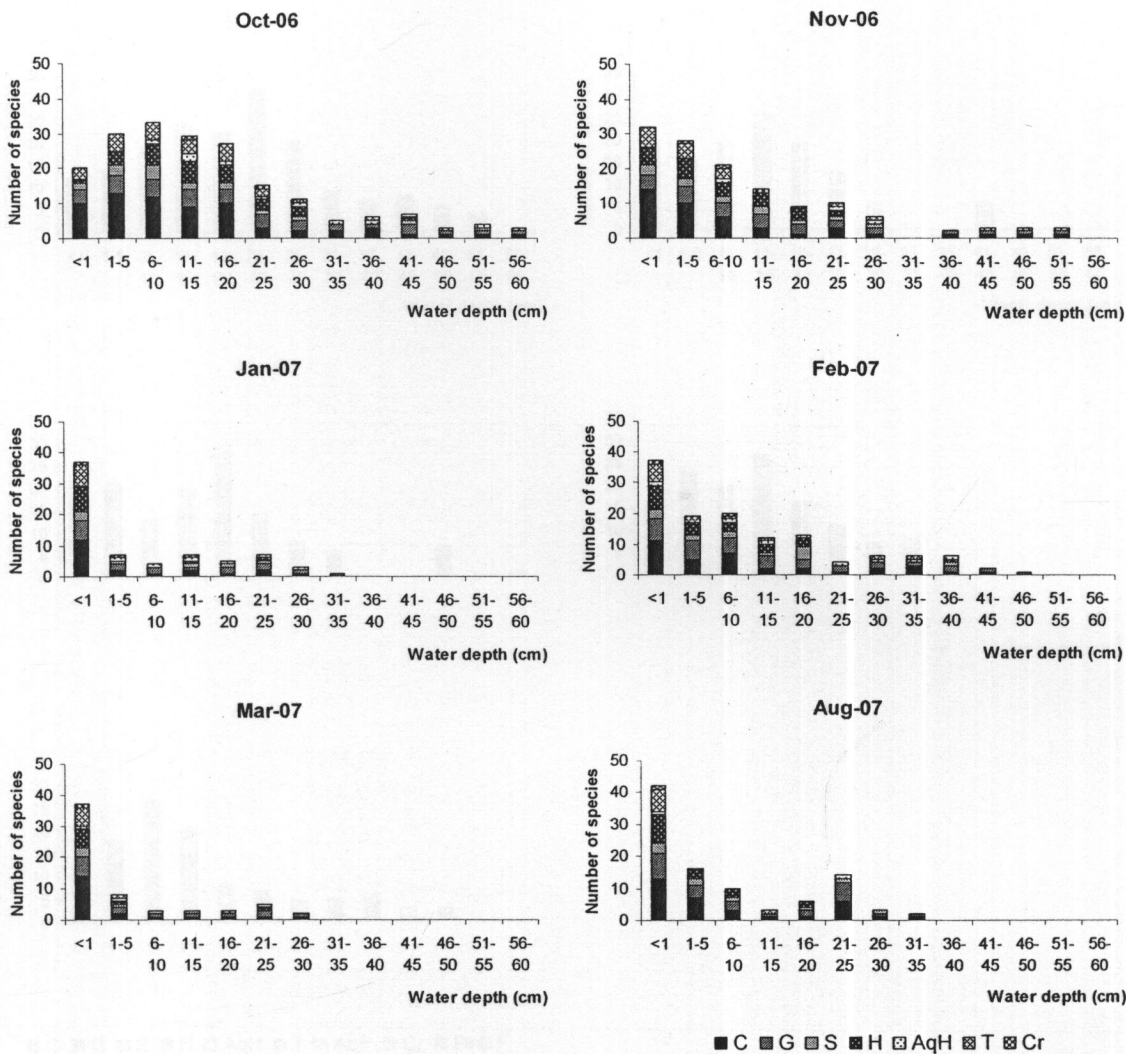 Oct-06
Number of species
50
40
30
20
10
0
<1 1-5 6- 11- 16- 21- 26- 31- 36- 41- 46- 51- 56-
10 15 20 25 30 35 40 45 50 55 60
Water depth (cm)
Nov-06
Number of species
50
40
30
20
10
0
<1 1-5 6-10 11- 16- 21- 26- 31- 36- 41- 46- 51- 56-
15 20 25 30 35 40 45 50 55 60
Water depth (cm)
Jan-07
Number of species
50
40
30
20
10
0
<1 1-5 6- 11- 16- 21- 26- 31- 36- 41- 46- 51- 56-
10 15 20 25 30 35 40 45 50 55 60
Water depth (cm)
Feb-07
Number of species
50
40
30
20
10
0
<1 1-5 6- 11- 16- 21- 26- 31- 36- 41- 46- 51- 56-
10 15 20 25 30 35 40 45 50 55 60
Water depth (cm)
Mar-07
Number of species
50
40
30
20
10
0
<1 1-5 6- 11- 16- 21- 26- 31- 36- 41- 46- 51- 56-
10 15 20 25 30 35 40 45 50 55 60
Water depth (cm)
Aug-07
Number of species
50
40
30
20
10
0
<1 1-5 6- 11- 16- 21- 26- 31- 36- 41- 46- 51- 56-
10 15 20 25 30 35 40 45 50 55 60
Water depth (cm)
C G S H AqH T Cr